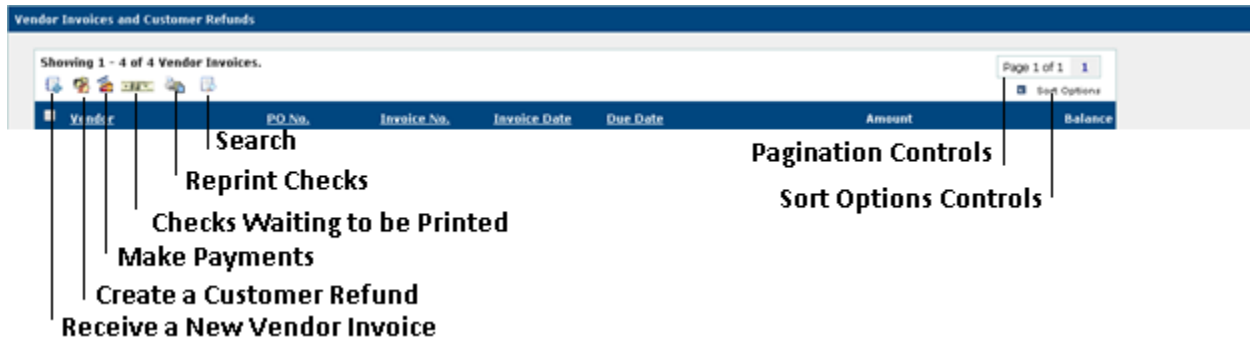 Vendor Invoices and Customer Refunds
Showing 1 - 4 of 4 Vendor Invoices.
Page 1 of 1 1
Sort Options
Vendor PO No. Invoice No. Invoice Date Due Date Amount Balance
Search
Pagination Controls
Reprint Checks
Sort Options Controls
Checks Waiting to be Printed
Make Payments
Create a Customer Refund
Receive a New Vendor Invoice